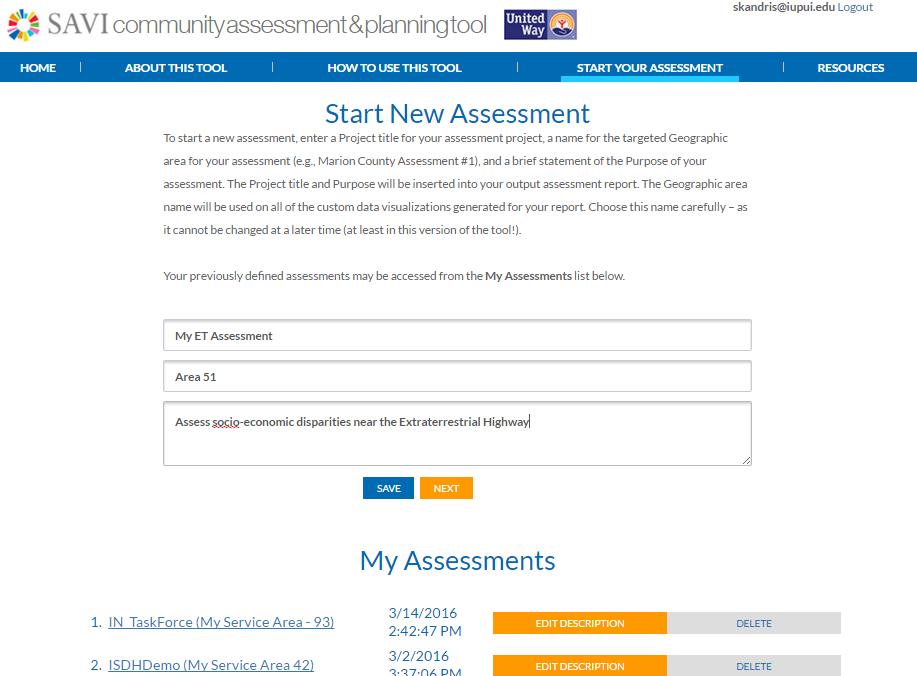 skandris@iupui.edu Logout
SAVI communityassessment&planningtool
United
Way
HOME | ABOUT THIS TOOL | HOW TO USE THIS TOOL | START YOUR ASSESSMENT | RESOURCES
Start New Assessment
To start a new assessment, enter a Project title for your assessment project, a name for the targeted Geographic
area for your assessment (e.g., Marion County Assessment #1), and a brief statement of the Purpose of your
assessment. The Project title and Purpose will be inserted into your output assessment report. The Geographic area
name will be used on all of the custom data visualizations generated for your report. Choose this name carefully – as
it cannot be changed at a later time (at least in this version of the tool!).
Your previously defined assessments may be accessed from the My Assessments list below.
My ET Assessment
Area 51
Assess socio-economic disparities near the Extraterrestrial Highway
SAVE NEXT
My Assessments
1. IN_TaskForce (My Service Area - 93) 3/14/2016
2:42:47 PM EDIT DESCRIPTION DELETE
2. ISDHDemo (My Service Area 42) 3/2/2016
3:37:06 PM EDIT DESCRIPTION DELETE